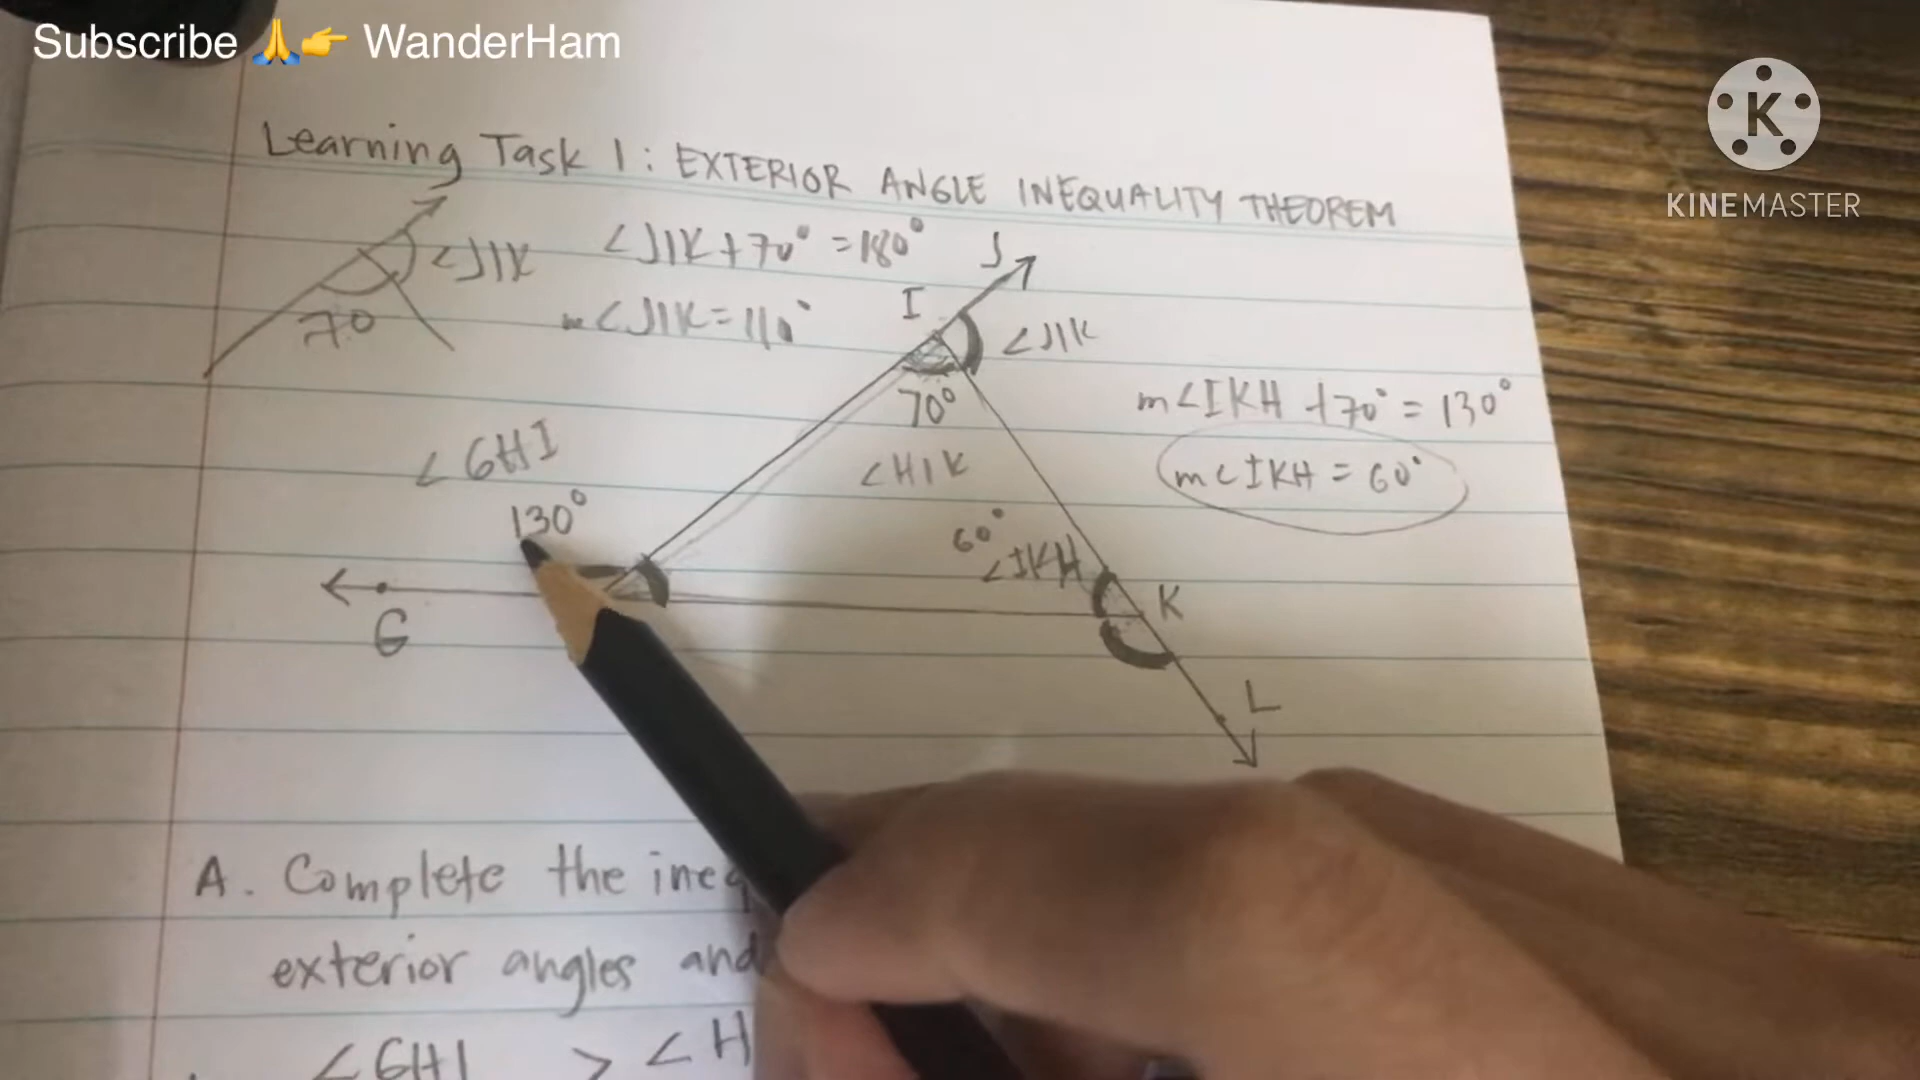 Subscribe 🙏👉 WanderHam
K
KINEMASTER
Learning Task 1: EXTERIOR ANGLE INEQUALITY THEOREM
∠JIK
70
∠JIK + 70° = 180°
m∠JIK = 110°
J
I
∠JIK
70°
∠HIK
m∠IKH + 70° = 130°
m∠IKH = 60°
∠GHI
130°
60°
∠IKH
K
G
L
A. Complete the
exterior angles and
∠GHI > ∠H